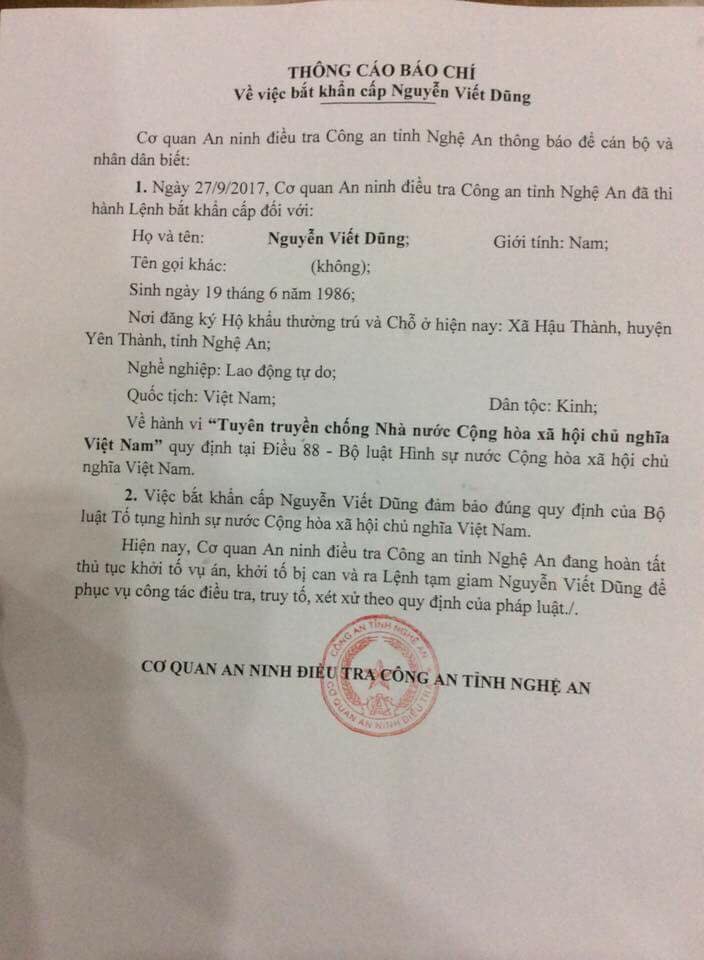 THÔNG CÁO BÁO CHÍ
Về việc bắt khẩn cấp Nguyễn Viết Dũng
Cơ quan An ninh điều tra Công an tỉnh Nghệ An thông báo để cán bộ và
nhân dân biết:
1. Ngày 27/9/2017, Cơ quan An ninh điều tra Công an tỉnh Nghệ An đã thi
hành Lệnh bắt khẩn cấp đối với:
Họ và tên: Nguyễn Viết Dũng; Giới tính: Nam;
Tên gọi khác: (không);
Sinh ngày 19 tháng 6 năm 1986;
Nơi đăng ký Hộ khẩu thường trú và Chỗ ở hiện nay: Xã Hậu Thành, huyện
Yên Thành, tỉnh Nghệ An;
Nghề nghiệp: Lao động tự do;
Quốc tịch: Việt Nam; Dân tộc: Kinh;
Về hành vi “Tuyên truyền chống Nhà nước Cộng hòa xã hội chủ nghĩa
Việt Nam” quy định tại Điều 88 - Bộ luật Hình sự nước Cộng hòa xã hội chủ
nghĩa Việt Nam.
2. Việc bắt khẩn cấp Nguyễn Viết Dũng đảm bảo đúng quy định của Bộ
luật Tố tụng hình sự nước Cộng hòa xã hội chủ nghĩa Việt Nam.
Hiện nay, Cơ quan An ninh điều tra Công an tỉnh Nghệ An đang hoàn tất
thủ tục khởi tố vụ án, khởi tố bị can và ra Lệnh tạm giam Nguyễn Viết Dũng để
phục vụ công tác điều tra, truy tố, xét xử theo quy định của pháp luật./.
CƠ QUAN AN NINH ĐIỀU TRA CÔNG AN TỈNH NGHỆ AN
CÔNG AN TỈNH NGHỆ AN
CƠ QUAN AN NINH ĐIỀU TRA